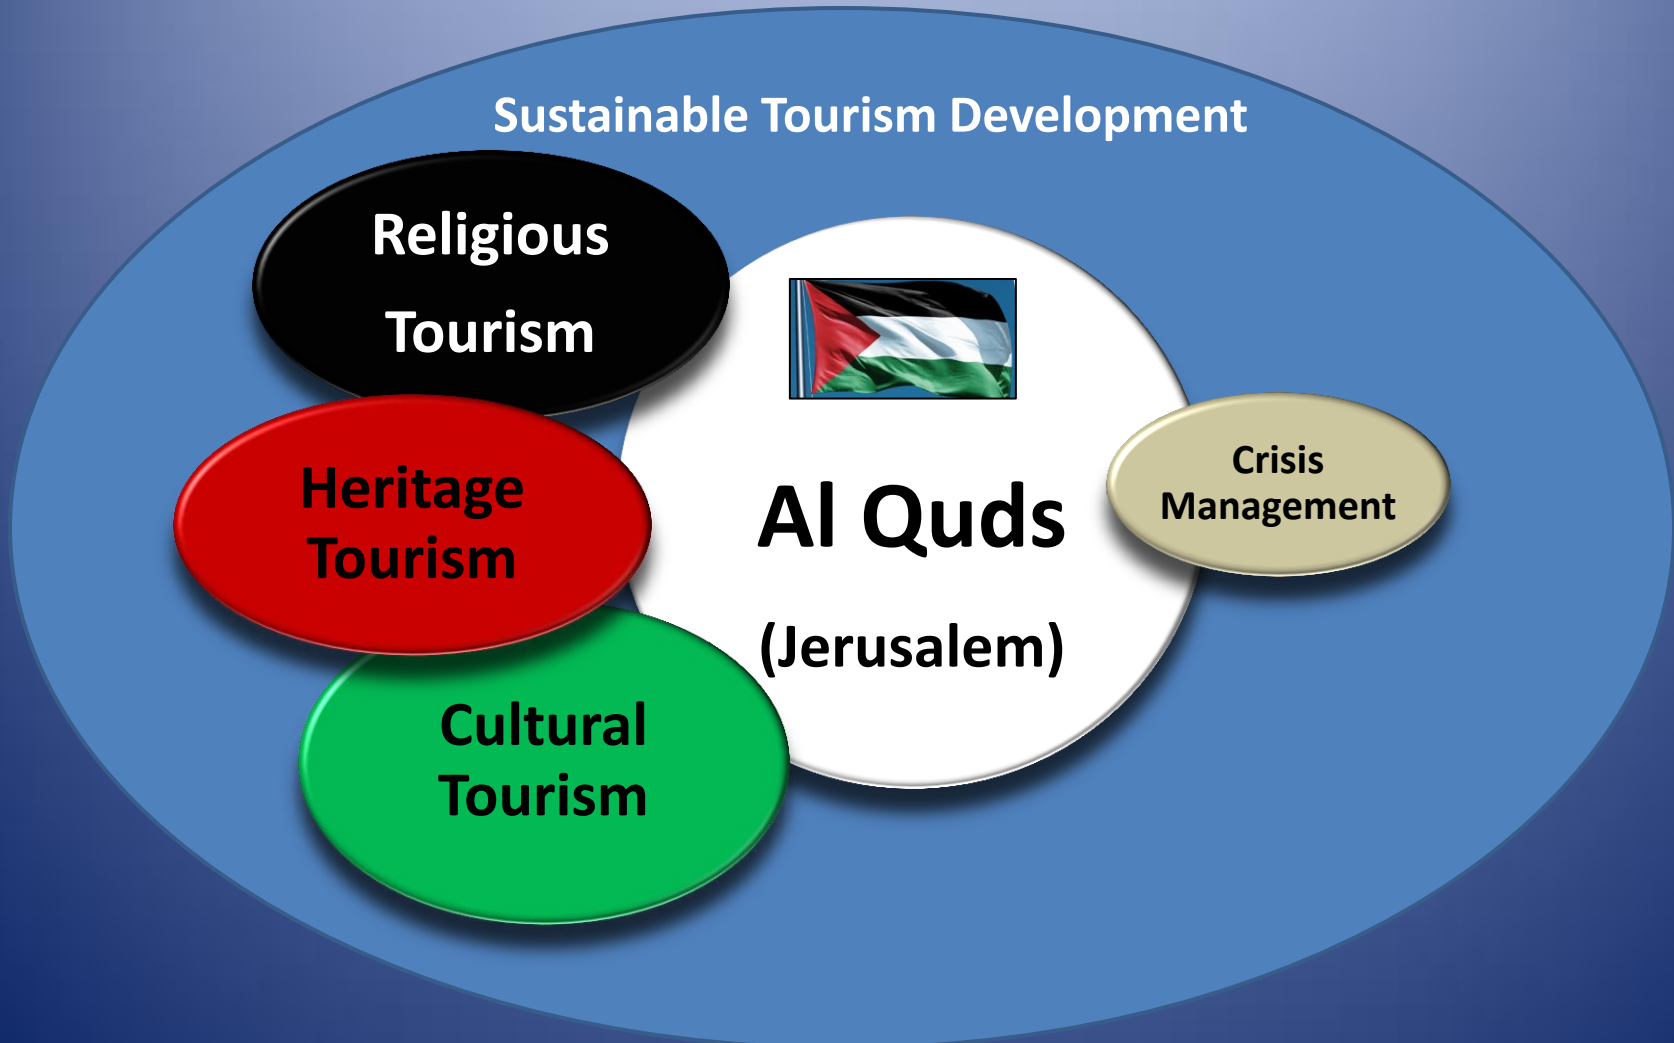 Sustainable Tourism Development
Religious
Tourism
Heritage
Tourism
Cultural
Tourism
Al Quds
(Jerusalem)
Crisis
Management